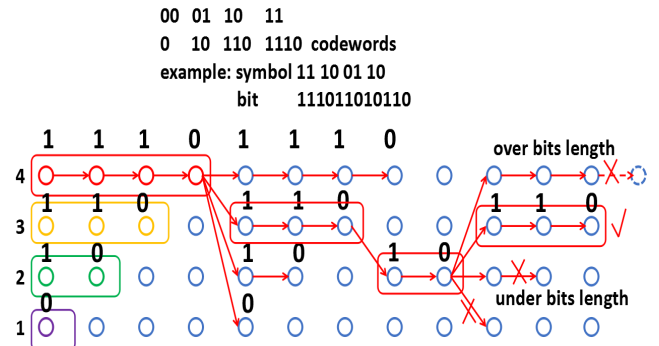 00 01 10 11
0 10 110 1110 codewords
example: symbol 11 10 01 10
bit 111011010110
1 1 1 0 1 1 1 0
over bits length
4
1 1 0 1 1 0 1 1 0
3
1 0 1 0 1 0
2
under bits length
0 0
1